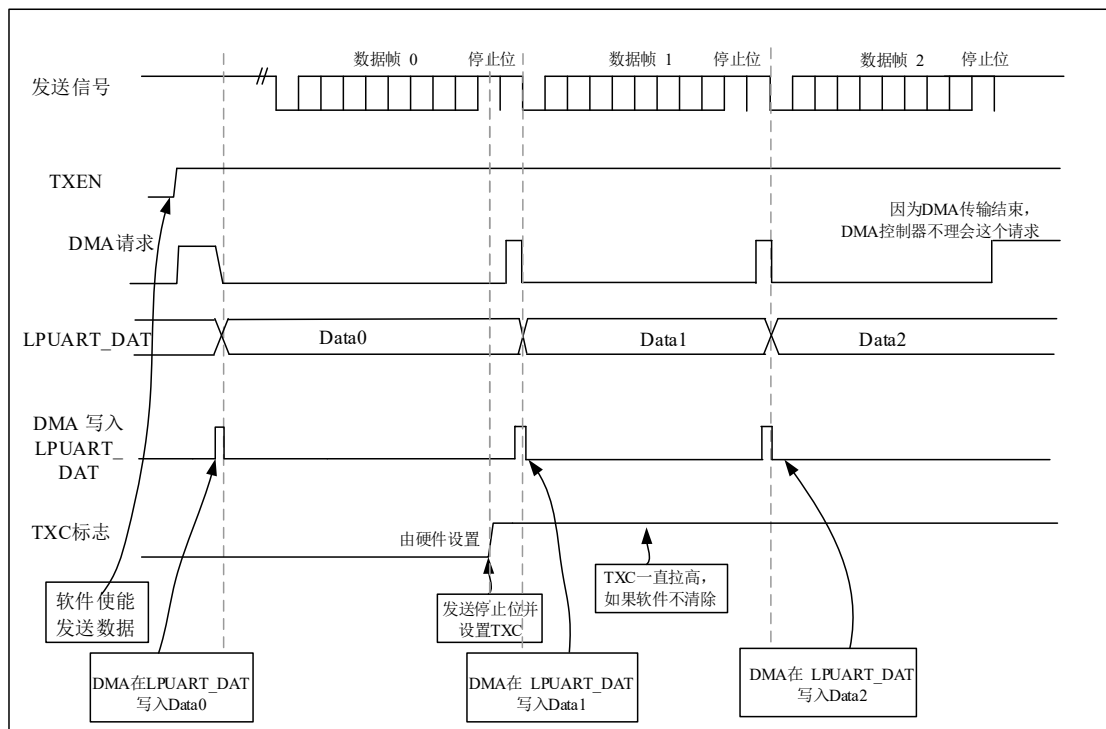 数据帧 0
停止位
数据帧 1
停止位
数据帧 2
停止位
发送信号
TXEN
因为DMA传输结束，
DMA控制器不理会这个请求
DMA请求
LPUART_DAT
Data0
Data1
Data2
DMA 写入
LPUART_
DAT
TXC标志
由硬件设置
TXC一直拉高，
如果软件不清除
软件使能
发送数据
发送停止位并
设置TXC
DMA在LPUART_DAT
写入Data0
DMA在 LPUART_DAT
写入Data1
DMA在 LPUART_DAT
写入Data2